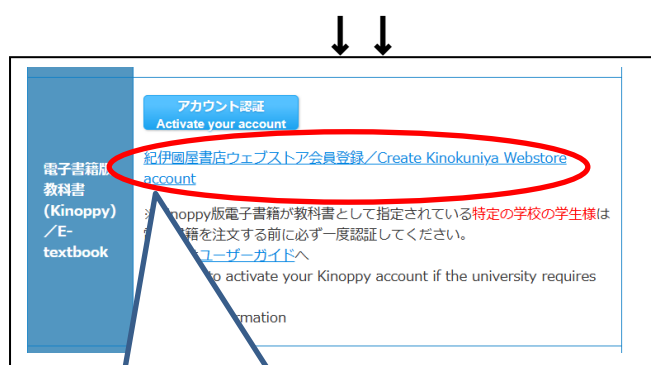 アカウント認証
Activate your account
紀伊國屋書店ウェブストア会員登録／Create Kinokuniya Webstore
account
電子書籍版
教科書
(Kinoppy)
／E-
textbook
noppy版電子書籍が教科書として指定されている特定の学校の学生様は
書籍を注文する前に必ず一度認証してください。
ユーザーガイドへ
to activate your Kinoppy account if the university requires
mation